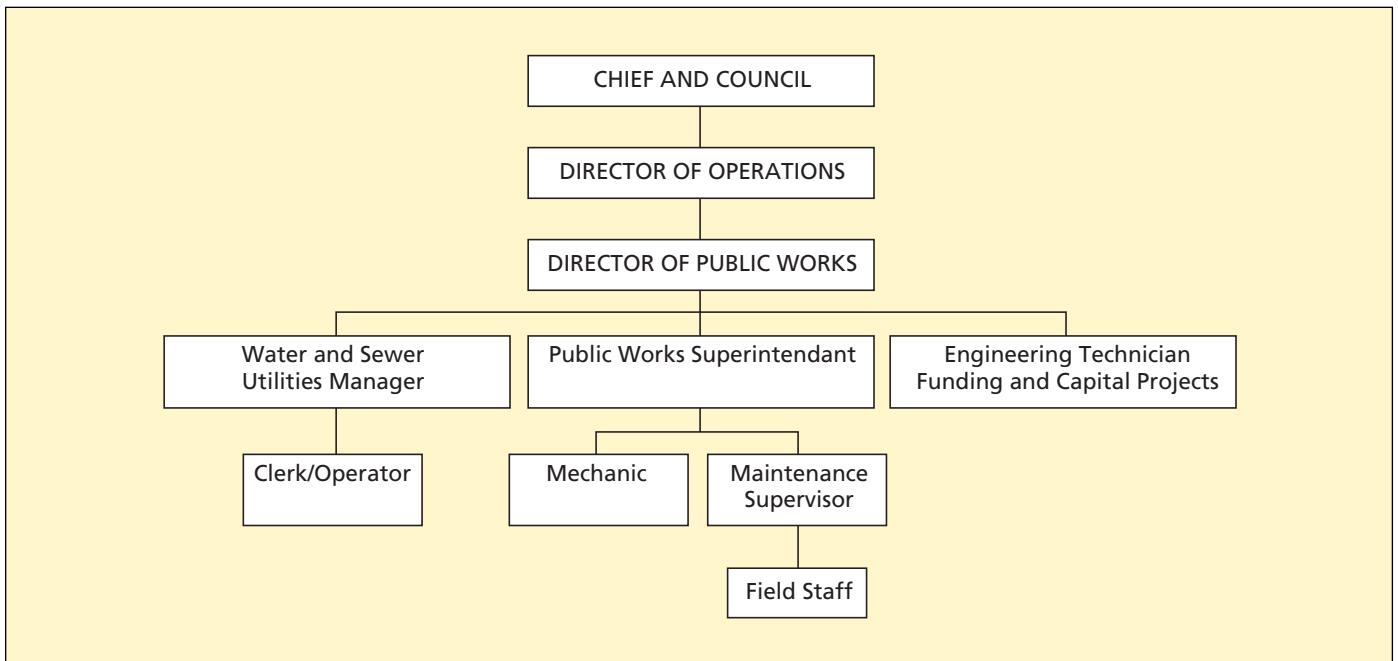 CHIEF AND COUNCIL
DIRECTOR OF OPERATIONS
DIRECTOR OF PUBLIC WORKS
Water and Sewer
Utilities Manager
Public Works Superintendant
Engineering Technician
Funding and Capital Projects
Clerk/Operator
Mechanic
Maintenance
Supervisor
Field Staff